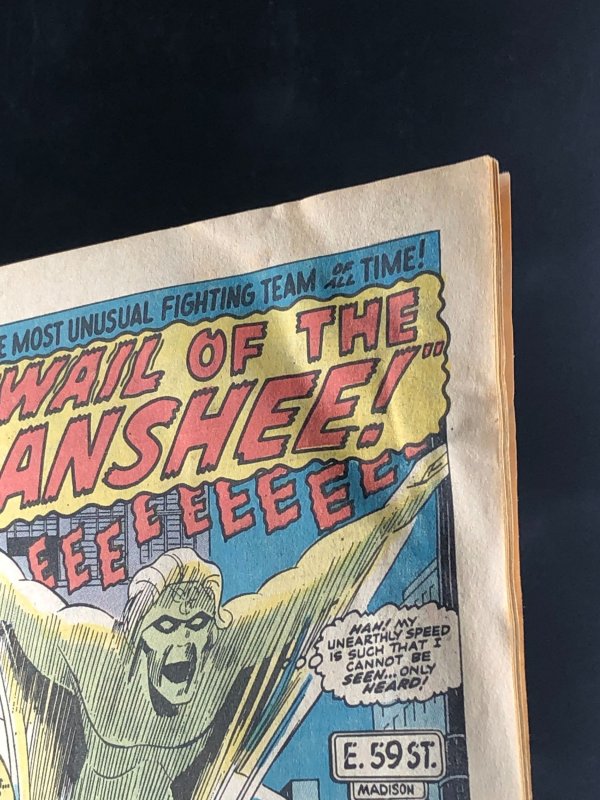 E MOST UNUSUAL FIGHTING TEAM OF ALL TIME!
WAIL OF THE
ANSHEE!"
EEEEEEEEEE
HAH! MY
UNEARTHLY SPEED
IS SUCH THAT I
CANNOT BE
SEEN... ONLY
HEARD!
E. 59 ST.
MADISON